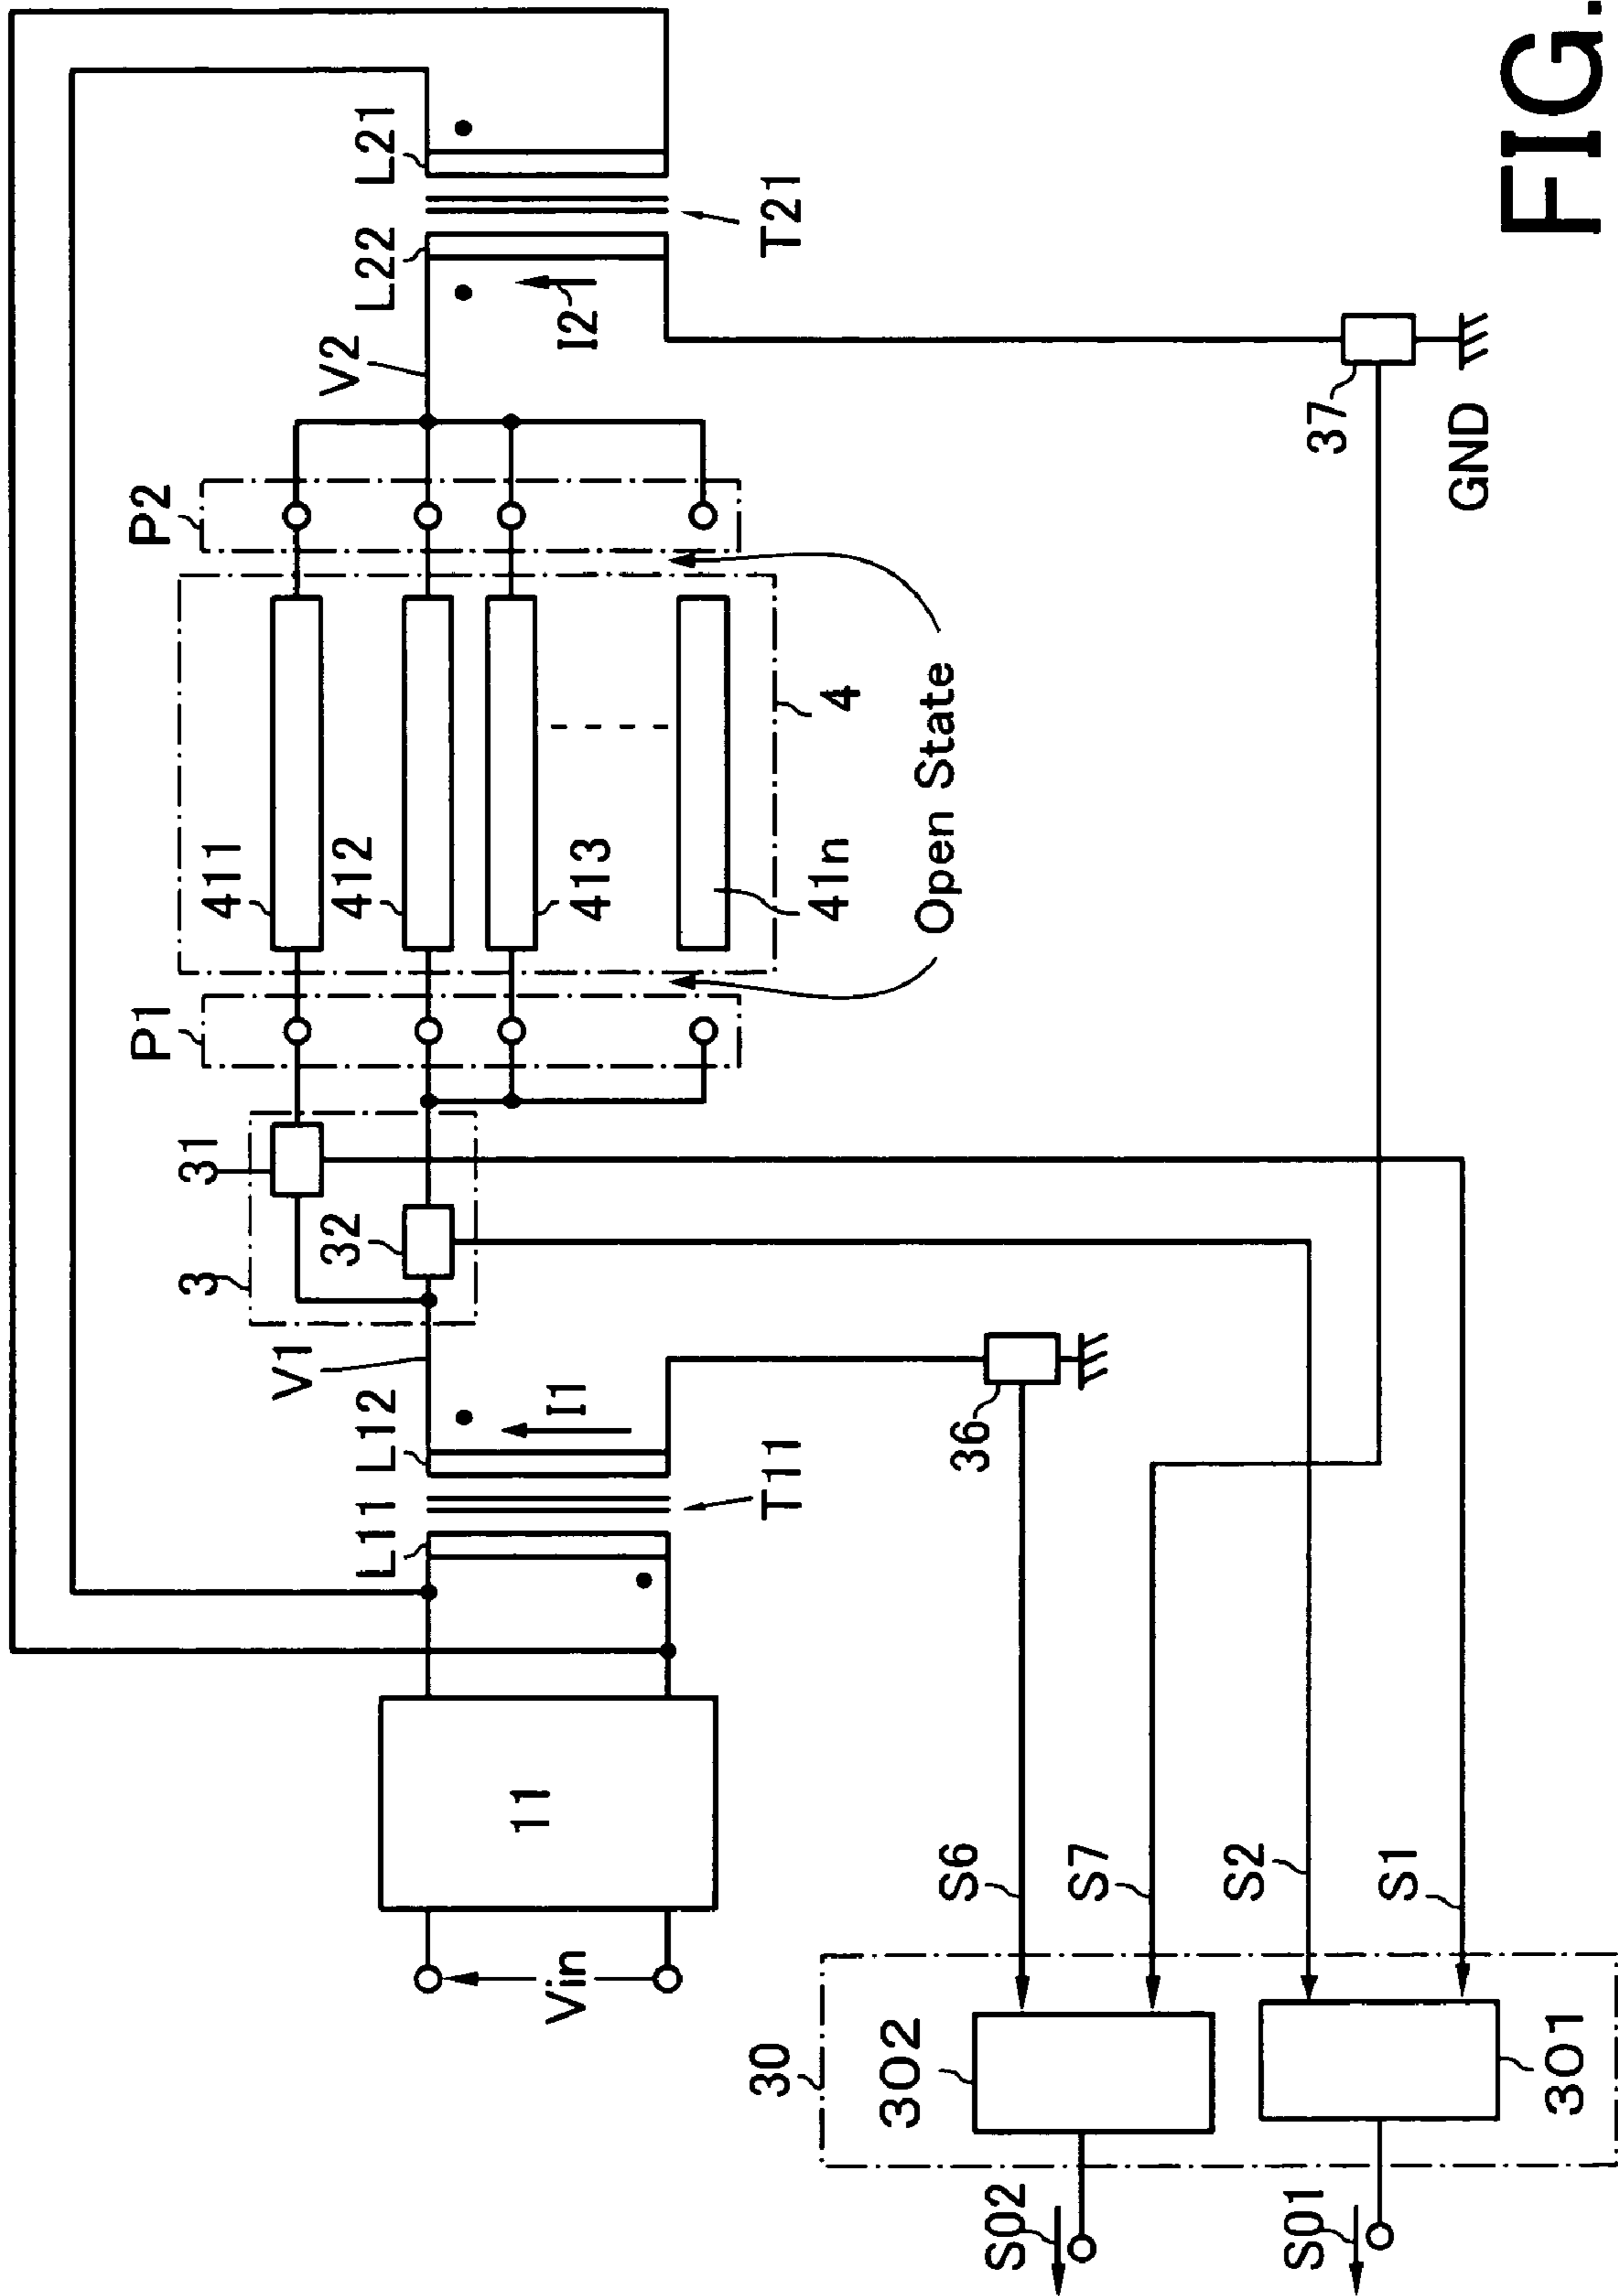 P1
P2
3
31
32
411
412
413
41n
4
V1
V2
L11
L12
L22
L21
I1
I2
T11
T21
11
Vin
Open State
36
37
GND
30
302
301
S6
S7
S2
S1
S02
S01
FIG.